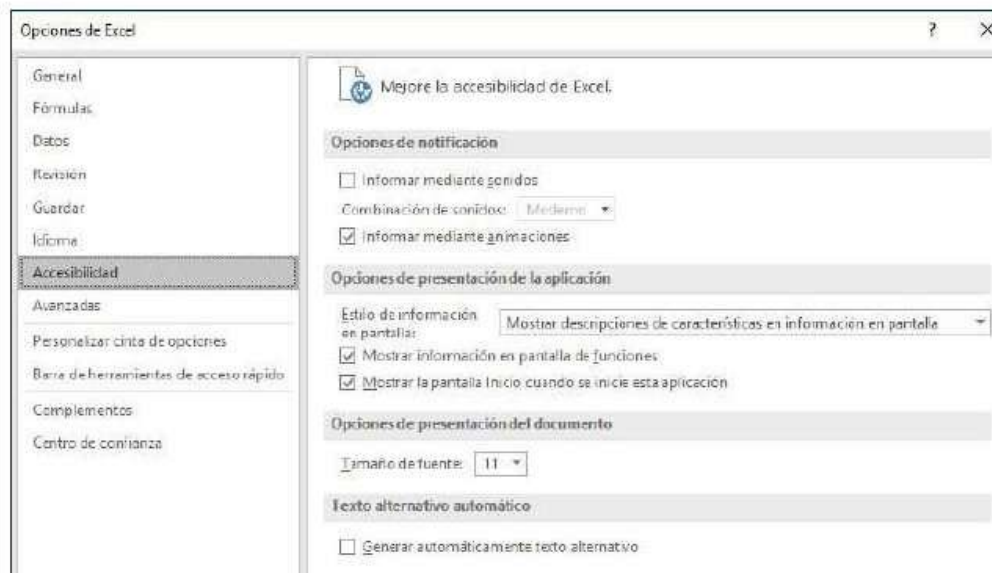 Opciones de Excel ? ×
General
Fórmulas
Datos
Revisión
Guardar
Idioma
Accesibilidad
Avanzadas
Personalizar cinta de opciones
Barra de herramientas de acceso rápido
Complementos
Centro de confianza
Mejore la accesibilidad de Excel.
Opciones de notificación
Informar mediante sonidos
Combinación de sonidos: Moderno
Informar mediante animaciones
Opciones de presentación de la aplicación
Estilo de información
en pantalla: Mostrar descripciones de características en información en pantalla
Mostrar información en pantalla de funciones
Mostrar la pantalla Inicio cuando se inicie esta aplicación
Opciones de presentación del documento
Tamaño de fuente: 11
Texto alternativo automático
Generar automáticamente texto alternativo